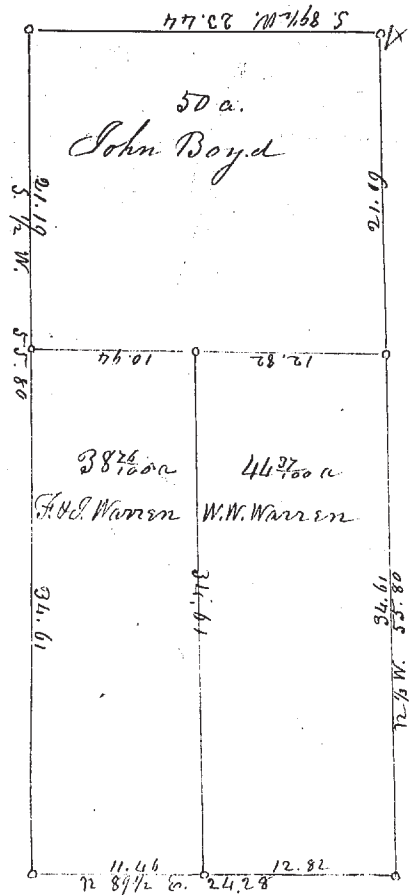 S. 89½ W. 23.44
50 a.
John Boyd
21.19
21.19
S. ½ W. 55.80
10.94
12.82
38 26/100 a
44 37/100 a
F. & J. Warren
W.W. Warren
34.61
34.61
34.61
N ½ W. 55.80
11.46
12.82
N 89½ E. 24.28